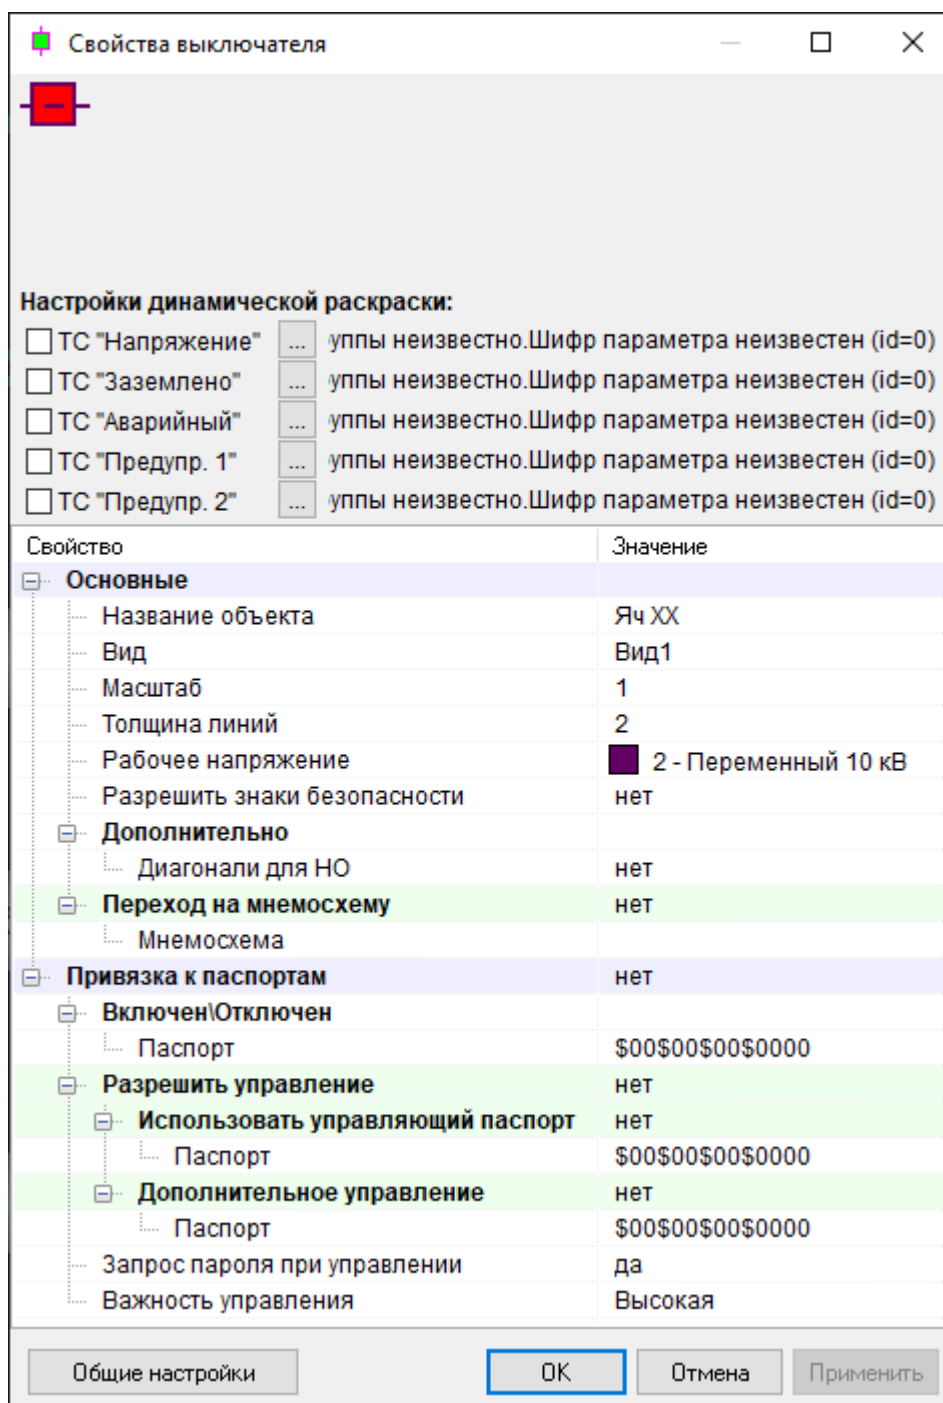 Свойства выключателя
Настройки динамической раскраски:
ТС "Напряжение" ... уппы неизвестно.Шифр параметра неизвестен (id=0)
ТС "Заземлено" ... уппы неизвестно.Шифр параметра неизвестен (id=0)
ТС "Аварийный" ... уппы неизвестно.Шифр параметра неизвестен (id=0)
ТС "Предупр. 1" ... уппы неизвестно.Шифр параметра неизвестен (id=0)
ТС "Предупр. 2" ... уппы неизвестно.Шифр параметра неизвестен (id=0)
Свойство Значение
Основные
Название объекта Яч XX
Вид Вид1
Масштаб 1
Толщина линий 2
Рабочее напряжение 2 - Переменный 10 кВ
Разрешить знаки безопасности нет
Дополнительно
Диагонали для НО нет
Переход на мнемосхему нет
Мнемосхема
Привязка к паспортам нет
Включен\Отключен
Паспорт $00$00$00$0000
Разрешить управление нет
Использовать управляющий паспорт нет
Паспорт $00$00$00$0000
Дополнительное управление нет
Паспорт $00$00$00$0000
Запрос пароля при управлении да
Важность управления Высокая
Общие настройки OK Отмена Применить